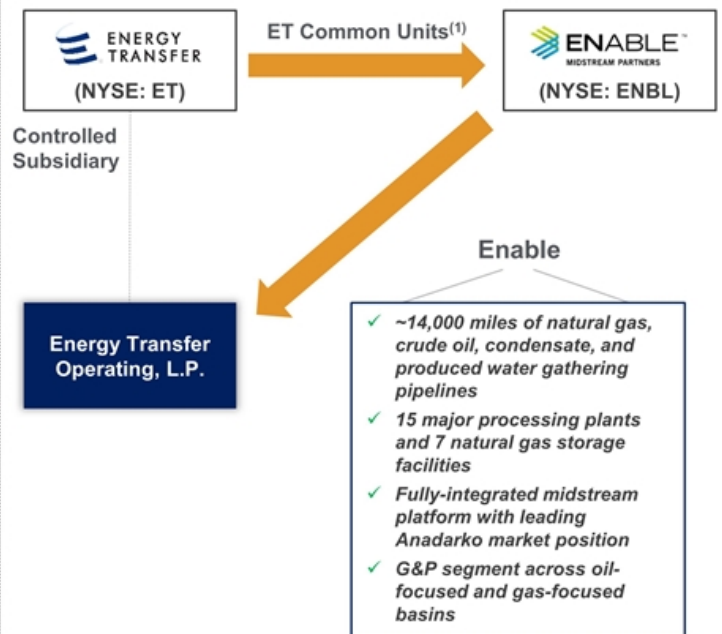 ENERGY
TRANSFER
(NYSE: ET)
ET Common Units(1)
ENABLE™
MIDSTREAM PARTNERS
(NYSE: ENBL)
Controlled
Subsidiary
Energy Transfer
Operating, L.P.
Enable
✓ ~14,000 miles of natural gas,
crude oil, condensate, and
produced water gathering
pipelines
✓ 15 major processing plants
and 7 natural gas storage
facilities
✓ Fully-integrated midstream
platform with leading
Anadarko market position
✓ G&P segment across oil-
focused and gas-focused
basins